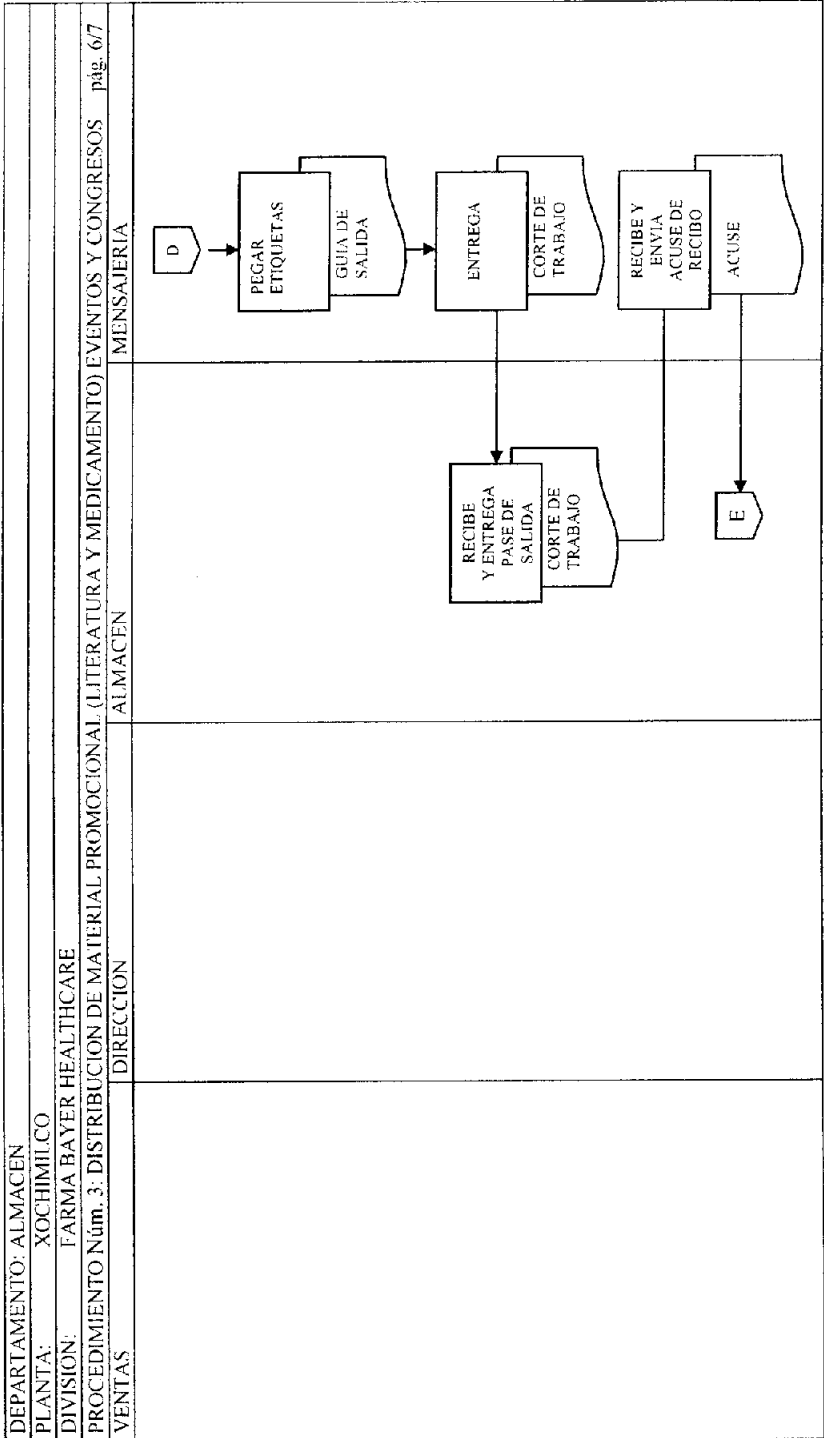 DEPARTAMENTO: ALMACEN
PLANTA: XOCHIMILCO
DIVISION: FARMA BAYER HEALTHCARE
PROCEDIMIENTO Núm. 3: DISTRIBUCION DE MATERIAL PROMOCIONAL (LITERATURA Y MEDICAMENTO) EVENTOS Y CONGRESOS pág. 6/7
VENTAS DIRECCION ALMACEN MENSAJERIA
D
PEGAR
ETIQUETAS
GUIA DE
SALIDA
ENTREGA
CORTE DE
TRABAJO
RECIBE
Y ENTREGA
PASE DE
SALIDA
CORTE DE
TRABAJO
RECIBE Y
ENVIA
ACUSE DE
RECIBO
ACUSE
E